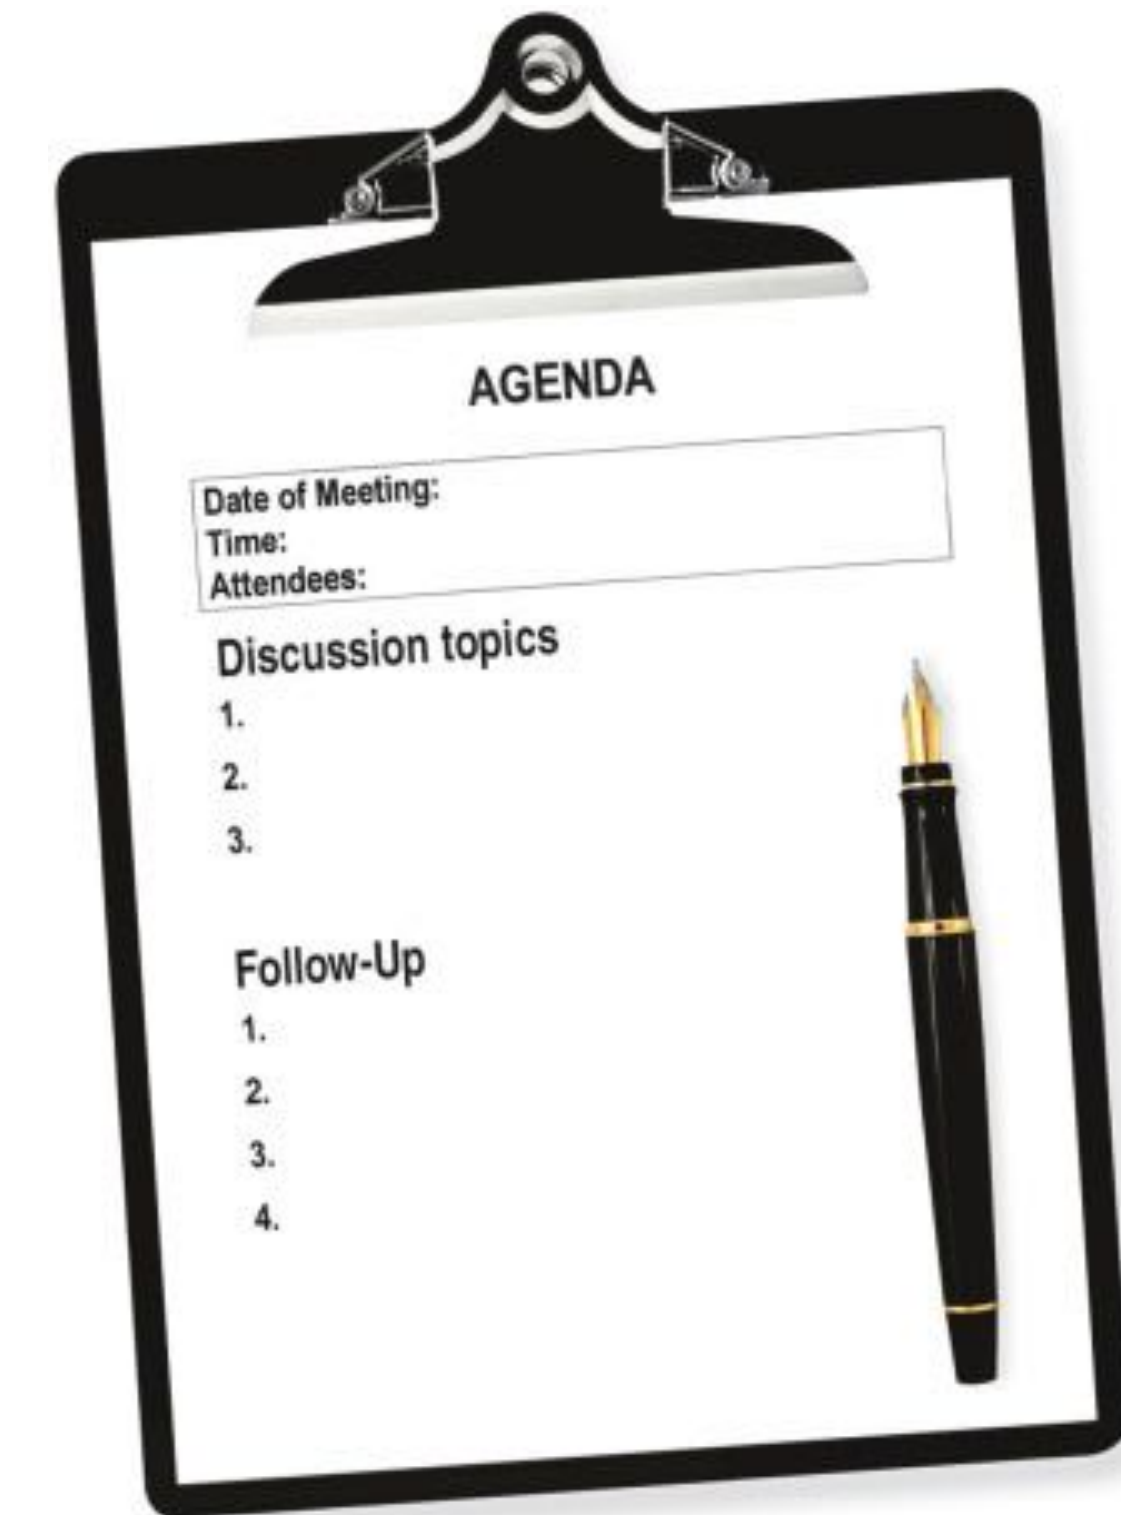 AGENDA
Date of Meeting:
Time:
Attendees:
Discussion topics
1.
2.
3.
Follow-Up
1.
2.
3.
4.